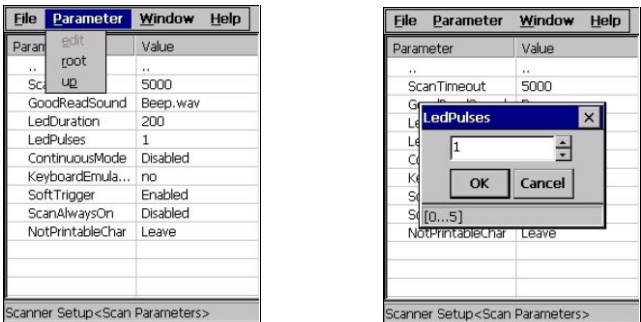 File Parameter Window Help
edit
root
up
Value
.. ..
5000
GoodReadSound Beep.wav
LedDuration 200
LedPulses 1
ContinuousMode Disabled
KeyboardEmula... no
SoftTrigger Enabled
ScanAlwaysOn Disabled
NotPrintableChar Leave
Scanner Setup<Scan Parameters>
File Parameter Window Help
Parameter Value
.. ..
ScanTimeout 5000
LedPulses
1
OK Cancel
[0...5]
NotPrintableChar Leave
Scanner Setup<Scan Parameters>